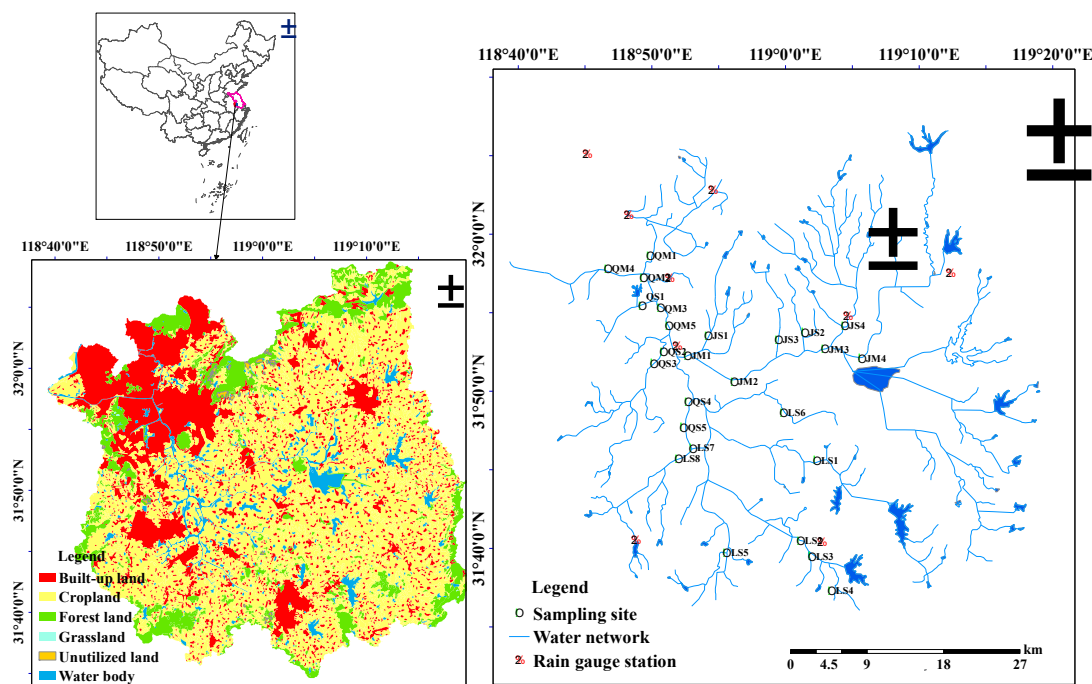 118°40'0"E 118°50'0"E 119°0'0"E 119°10'0"E
32°0'0"N
31°50'0"N
31°40'0"N
Legend
Built-up land
Cropland
Forest land
Grassland
Unutilized land
Water body
118°40'0"E 118°50'0"E 119°0'0"E 119°10'0"E 119°20'0"E
32°0'0"N
31°50'0"N
31°40'0"N
QM1
QM4
QS1
QM3
QM5
JS1
JS2
JS4
JS3
QS2
JM1
JM3
JM4
QS3
JM2
QS4
LS6
QS5
LS7
LS8
LS1
LS5
LS3
LS4
Legend
Sampling site
Water network
Rain gauge station
km
0 4.5 9 18 27